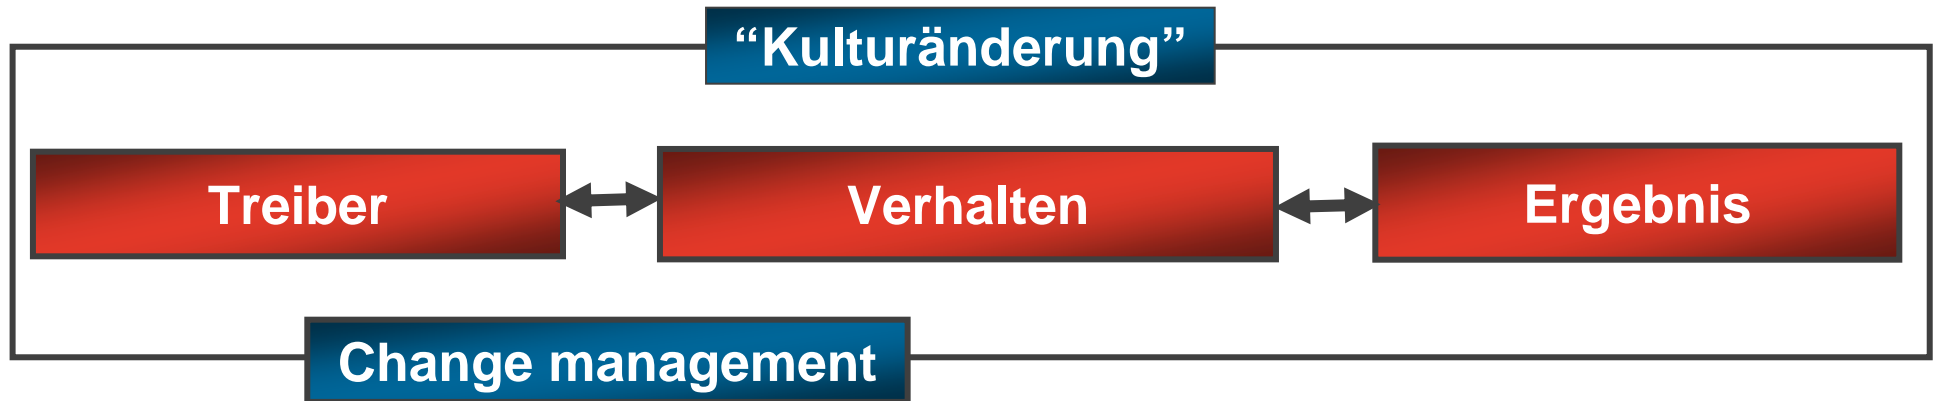 “Kulturänderung”
Treiber
Verhalten
Ergebnis
Change management